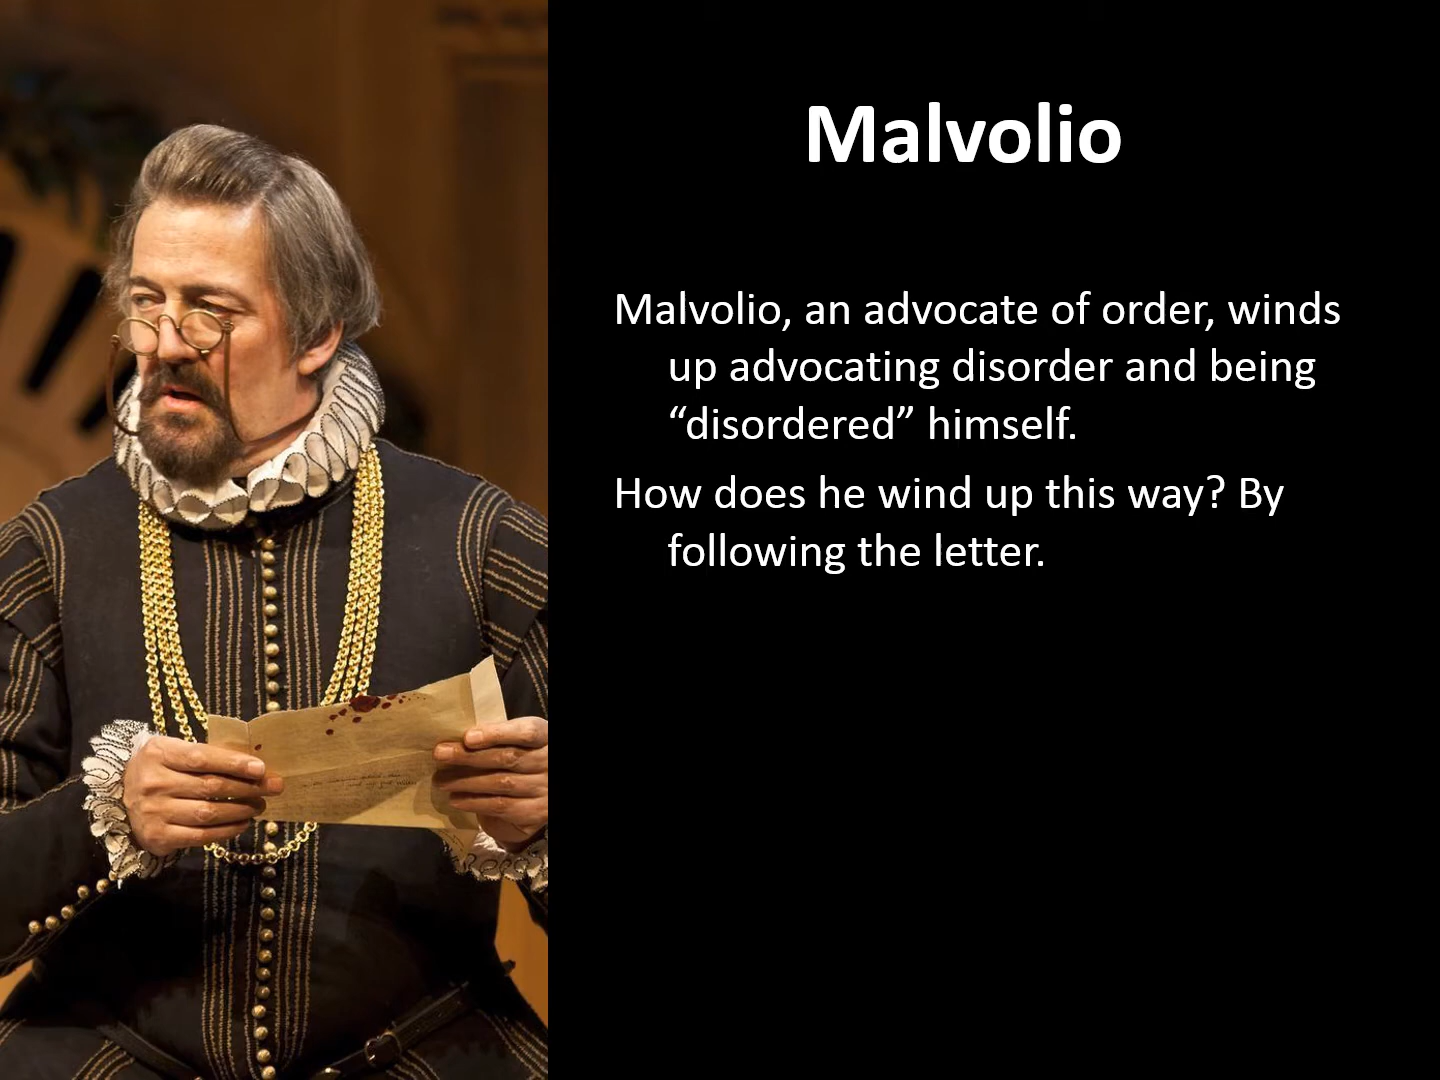 Malvolio
Malvolio, an advocate of order, winds
up advocating disorder and being
“disordered” himself.
How does he wind up this way? By
following the letter.